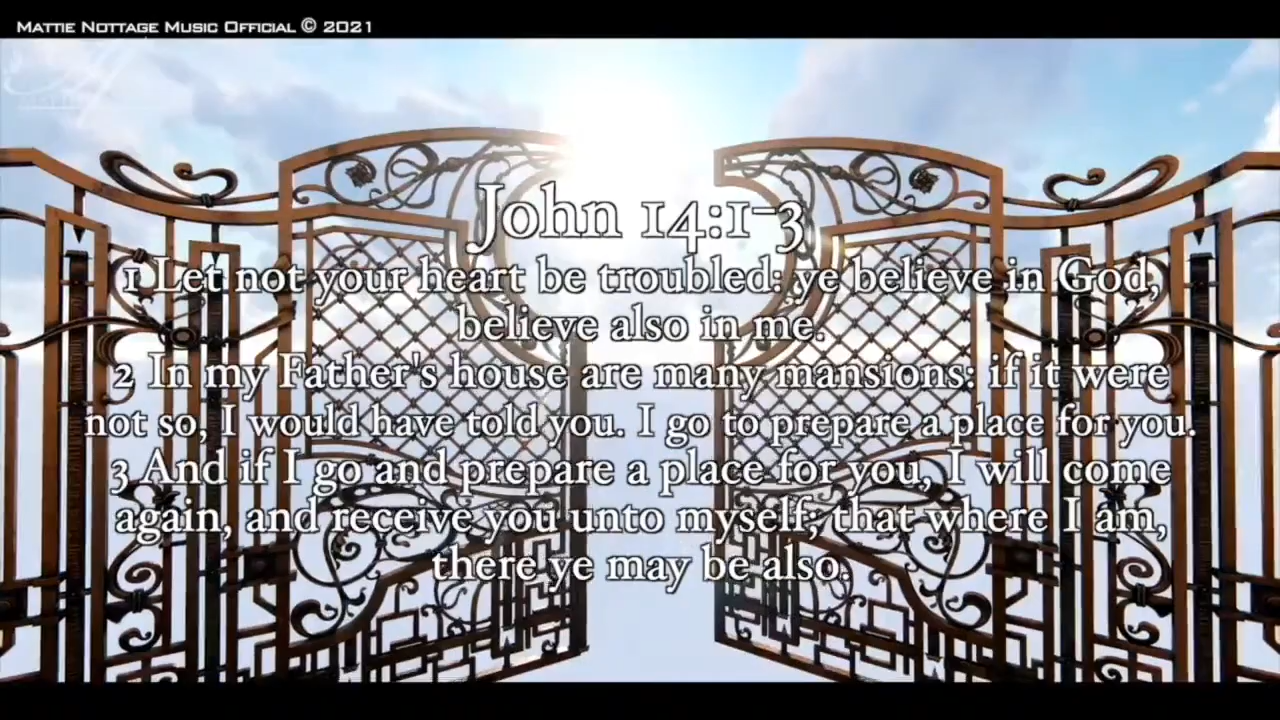 Mattie Nottage Music Official © 2021
John 14:1-3
1 Let not your heart be troubled: ye believe in God,
believe also in me.
2 In my Father's house are many mansions: if it were
not so, I would have told you. I go to prepare a place for you.
3 And if I go and prepare a place for you, I will come
again, and receive you unto myself; that where I am,
there ye may be also.